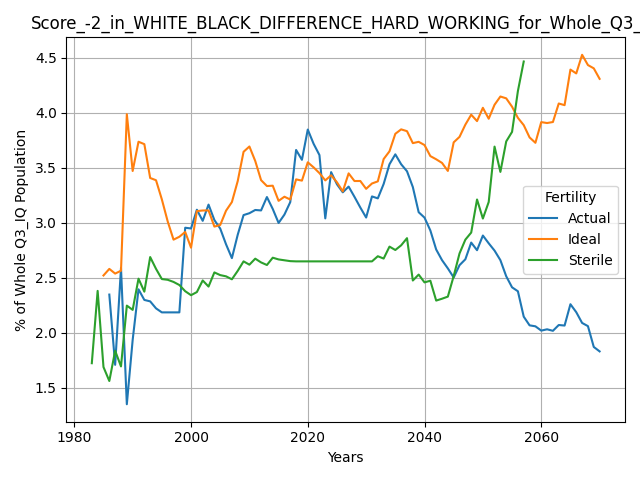 Score_-2_in_WHITE_BLACK_DIFFERENCE_HARD_WORKING_for_Whole_Q3_
4.5
4.0
3.5
3.0
2.5
2.0
1.5
% of Whole Q3_IQ Population
Fertility
Actual
Ideal
Sterile
1980
2000
2020
2040
2060
Years